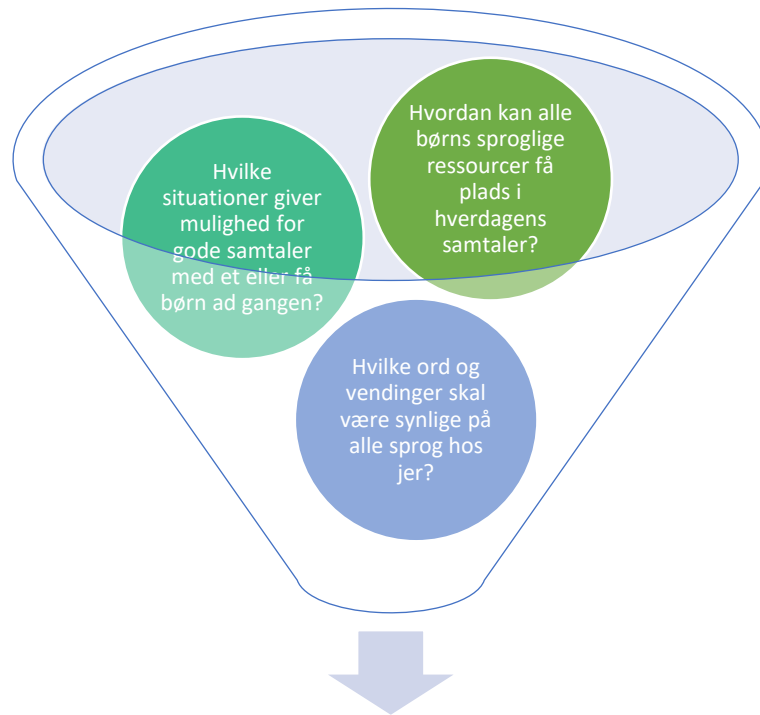 Hvordan kan alle
børns sproglige
ressourcer få
plads i
hverdagens
samtaler?
Hvilke
situationer giver
mulighed for
gode samtaler
med et eller få
børn ad gangen?
Hvilke ord og
vendinger skal
være synlige på
alle sprog hos
jer?